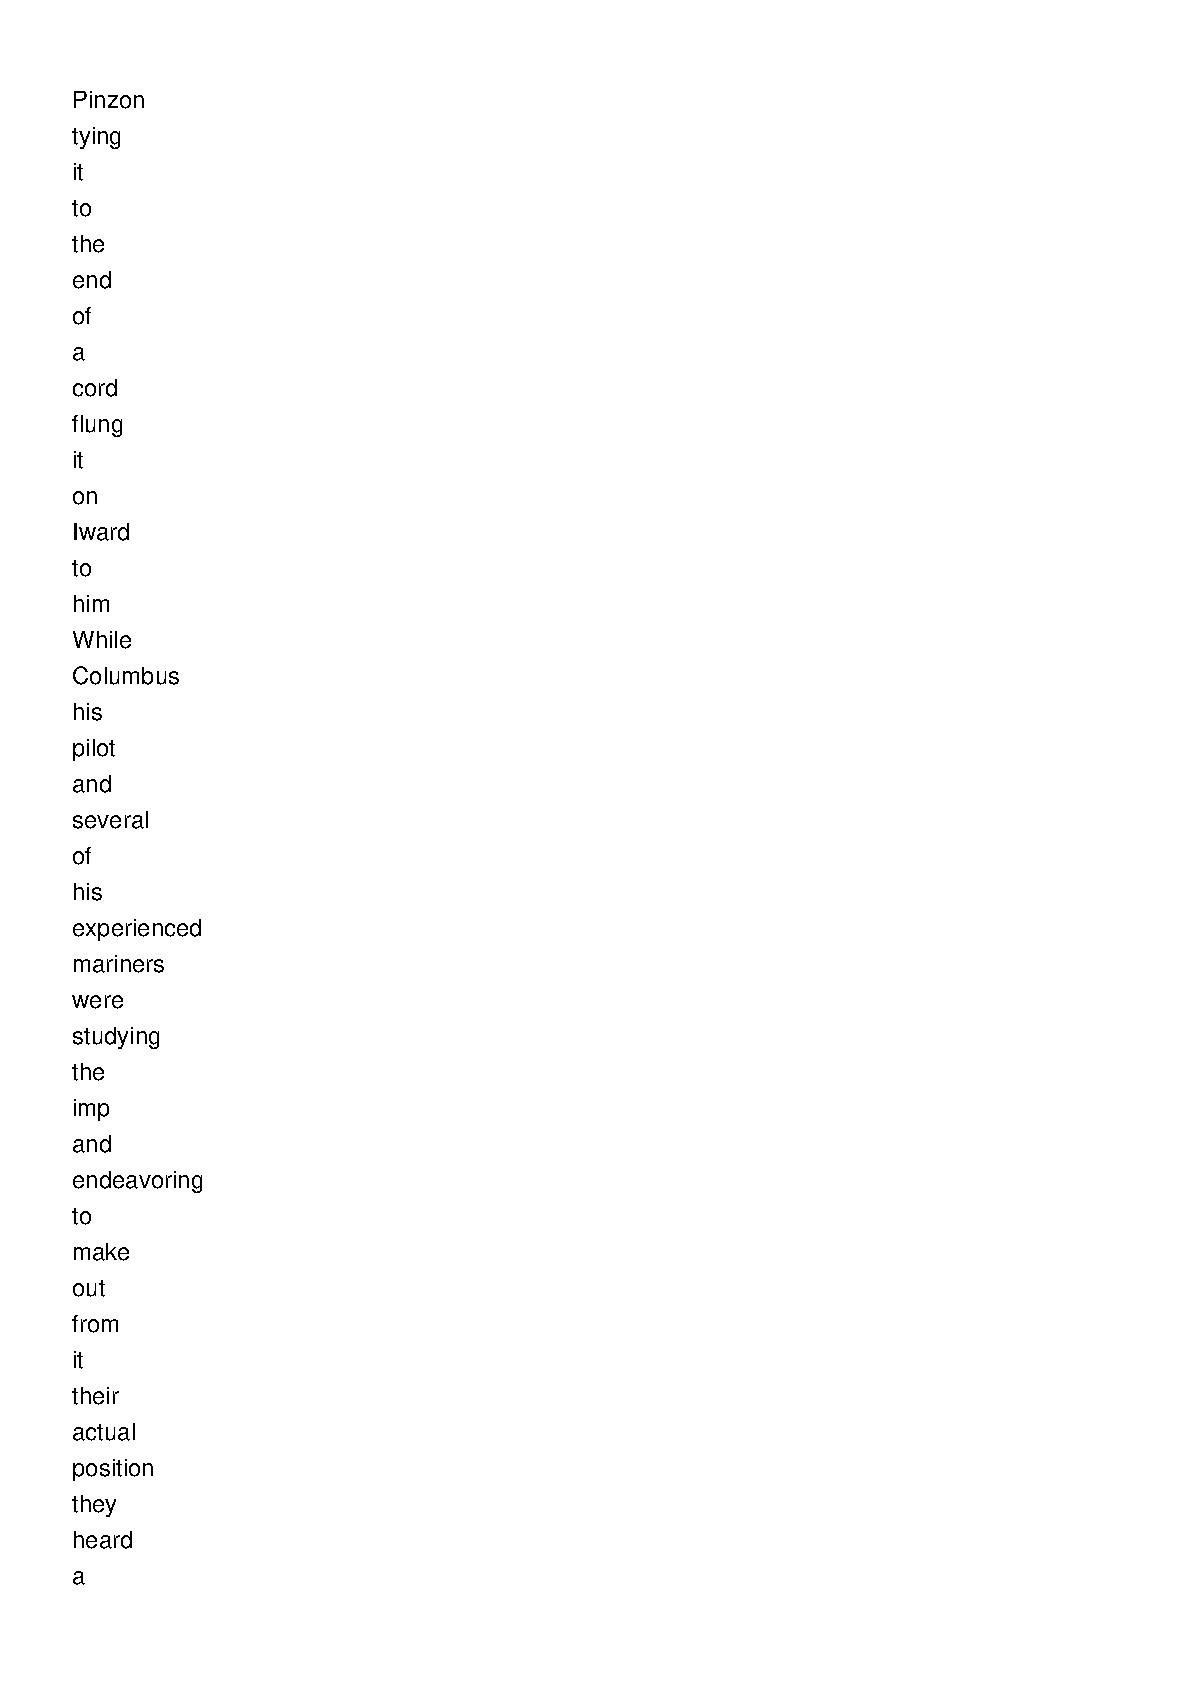 Pinzon
tying
it
to
the
end
of
a
cord
flung
it
on
Iward
to
him
While
Columbus
his
pilot
and
several
of
his
experienced
mariners
were
studying
the
imp
and
endeavoring
to
make
out
from
it
their
actual
position
they
heard
a